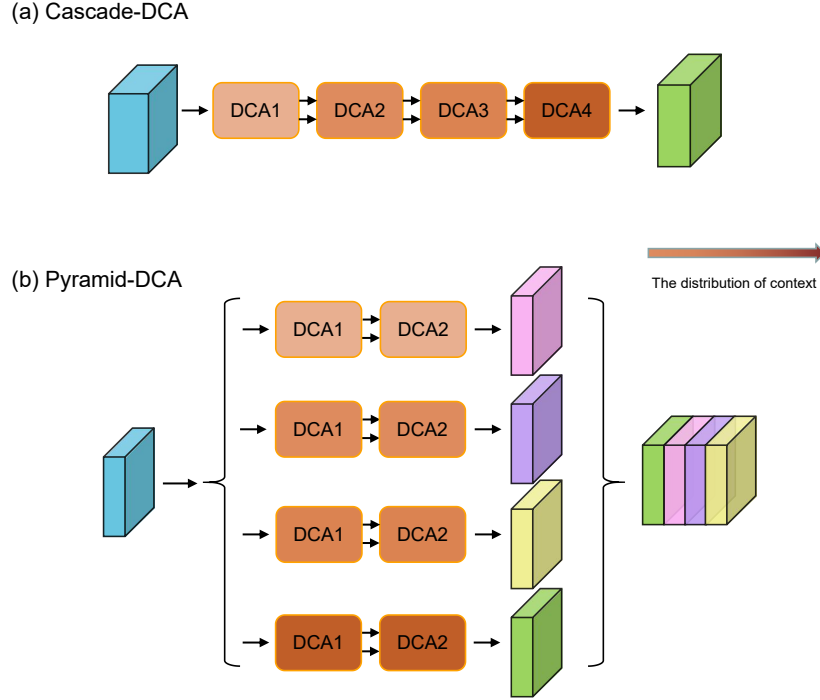 (a) Cascade-DCA
DCA1 DCA2 DCA3 DCA4
The distribution of context
(b) Pyramid-DCA
DCA1 DCA2
DCA1 DCA2
DCA1 DCA2
DCA1 DCA2